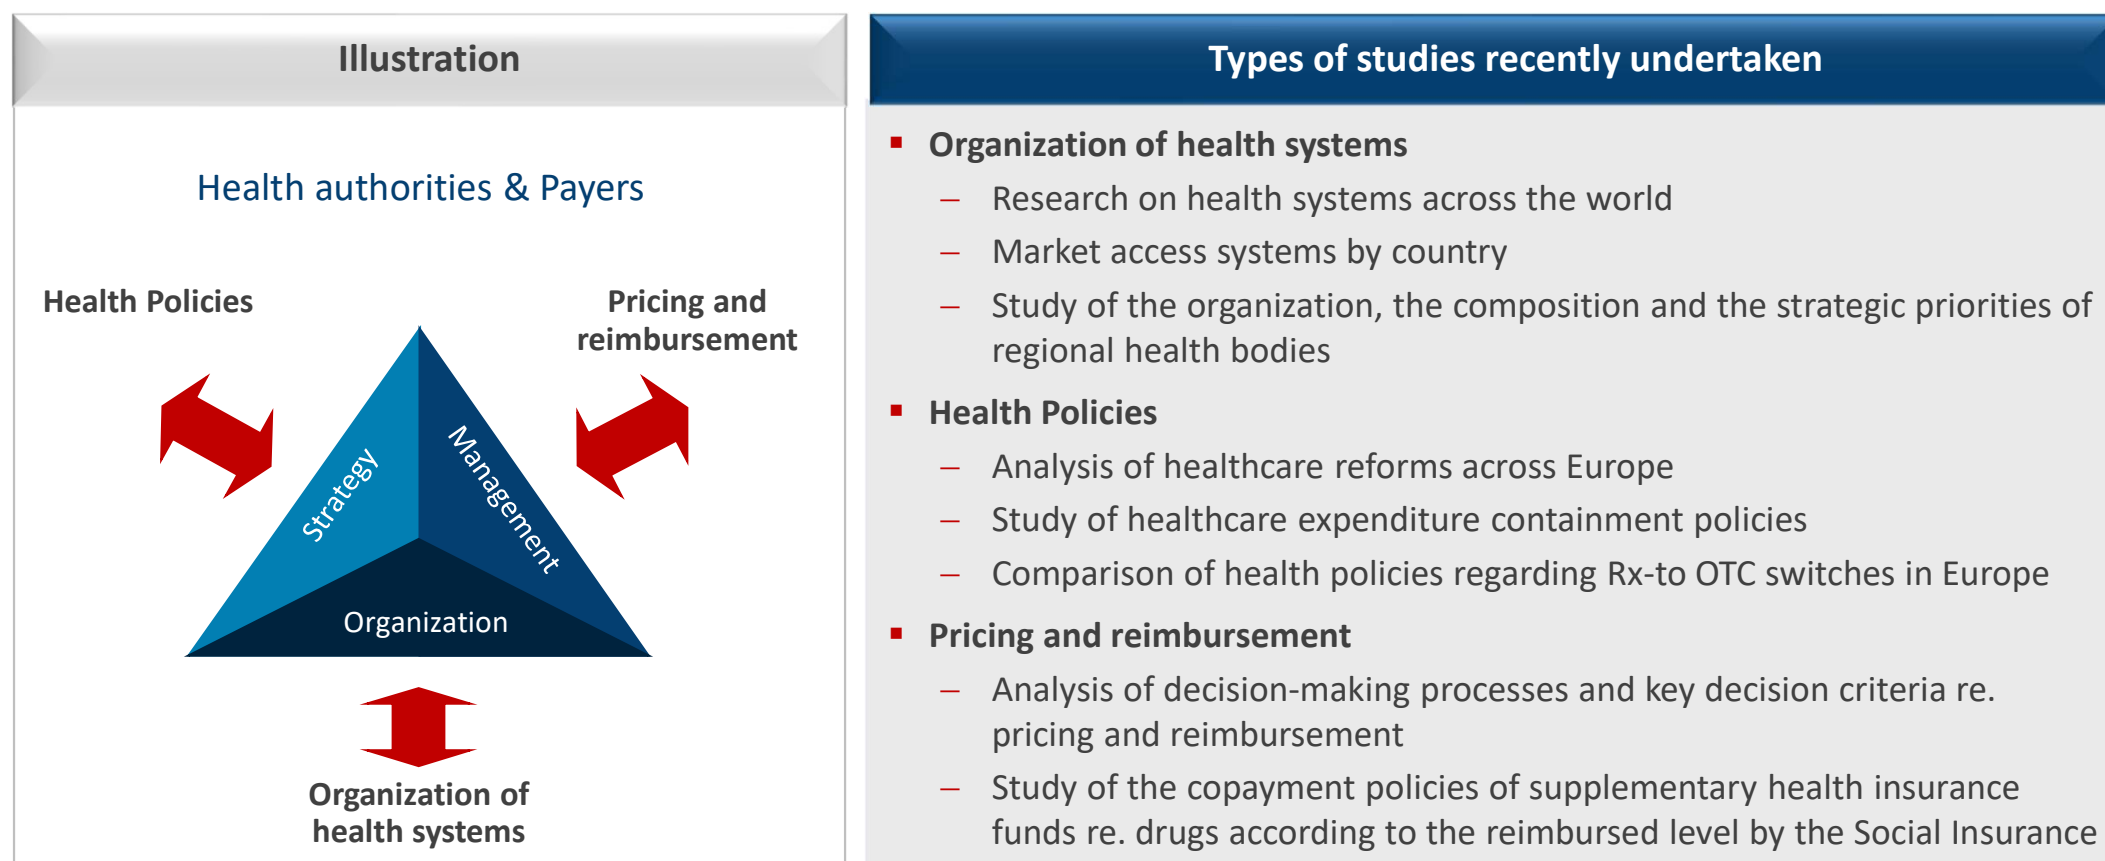 Illustration
Health authorities & Payers
Health Policies
Pricing and
reimbursement
Strategy
Management
Organization
Organization of
health systems
Types of studies recently undertaken
▪ Organization of health systems
– Research on health systems across the world
– Market access systems by country
– Study of the organization, the composition and the strategic priorities of
regional health bodies
▪ Health Policies
– Analysis of healthcare reforms across Europe
– Study of healthcare expenditure containment policies
– Comparison of health policies regarding Rx-to OTC switches in Europe
▪ Pricing and reimbursement
– Analysis of decision-making processes and key decision criteria re.
pricing and reimbursement
– Study of the copayment policies of supplementary health insurance
funds re. drugs according to the reimbursed level by the Social Insurance